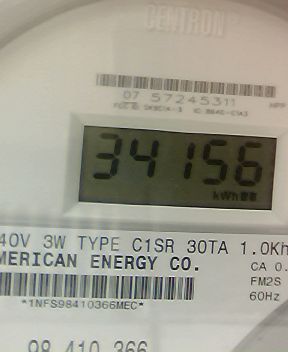 CENTRON
07 57245311
34156
kWh
40V 3W TYPE C1SR 30TA 1.0Kh
MERICAN ENERGY CO.
CA 0.
FM2S
*1NFS98410366MEC*
60Hz
98 410 366